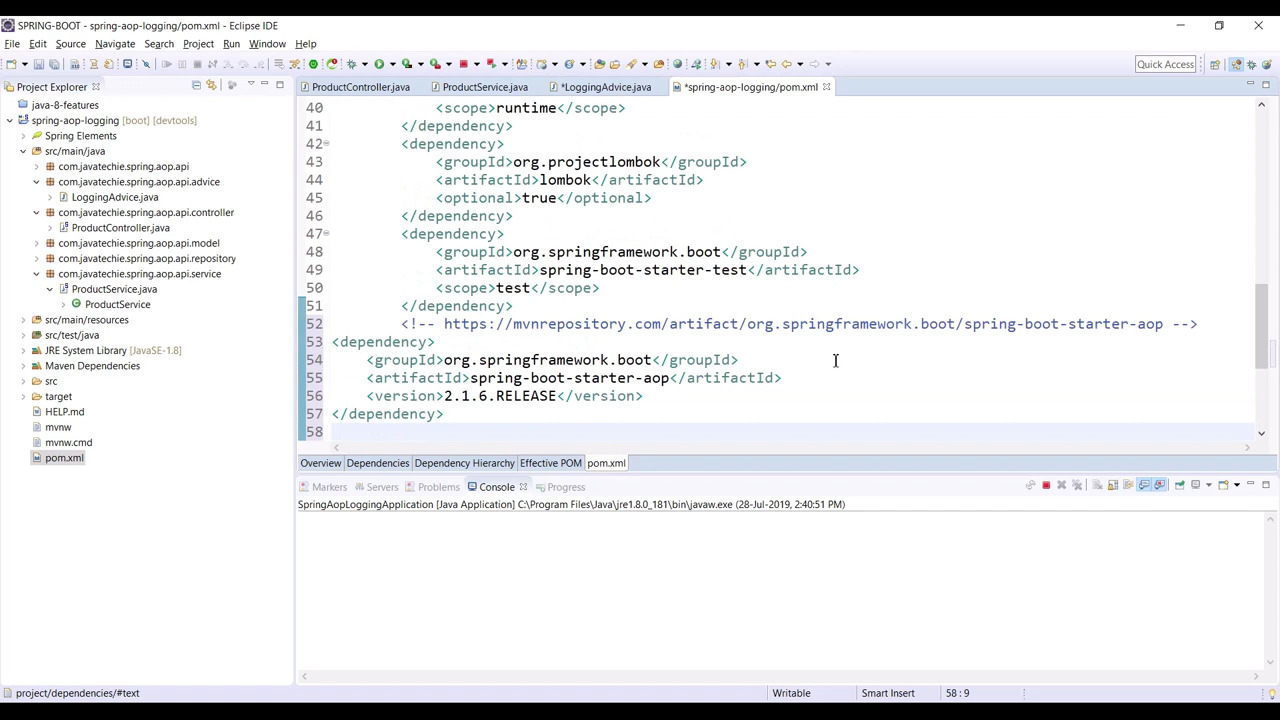 SPRING-BOOT - spring-aop-logging/pom.xml - Eclipse IDE
File Edit Source Navigate Search Project Run Window Help
Quick Access
Project Explorer
java-8-features
spring-aop-logging [boot] [devtools]
Spring Elements
src/main/java
com.javatechie.spring.aop.api
com.javatechie.spring.aop.api.advice
LoggingAdvice.java
com.javatechie.spring.aop.api.controller
ProductController.java
com.javatechie.spring.aop.api.model
com.javatechie.spring.aop.api.repository
com.javatechie.spring.aop.api.service
ProductService.java
ProductService
src/main/resources
src/test/java
JRE System Library [JavaSE-1.8]
Maven Dependencies
src
target
HELP.md
mvnw
mvnw.cmd
pom.xml
ProductController.java ProductService.java *LoggingAdvice.java *spring-aop-logging/pom.xml
40 <scope>runtime</scope>
41 </dependency>
42 <dependency>
43 <groupId>org.projectlombok</groupId>
44 <artifactId>lombok</artifactId>
45 <optional>true</optional>
46 </dependency>
47 <dependency>
48 <groupId>org.springframework.boot</groupId>
49 <artifactId>spring-boot-starter-test</artifactId>
50 <scope>test</scope>
51 </dependency>
52 <!-- https://mvnrepository.com/artifact/org.springframework.boot/spring-boot-starter-aop -->
53 <dependency>
54 <groupId>org.springframework.boot</groupId>
55 <artifactId>spring-boot-starter-aop</artifactId>
56 <version>2.1.6.RELEASE</version>
57 </dependency>
58
Overview Dependencies Dependency Hierarchy Effective POM pom.xml
Markers Servers Problems Console Progress
SpringAopLoggingApplication [Java Application] C:\Program Files\Java\jre1.8.0_181\bin\javaw.exe (28-Jul-2019, 2:40:51 PM)
project/dependencies/#text Writable Smart Insert 58 : 9